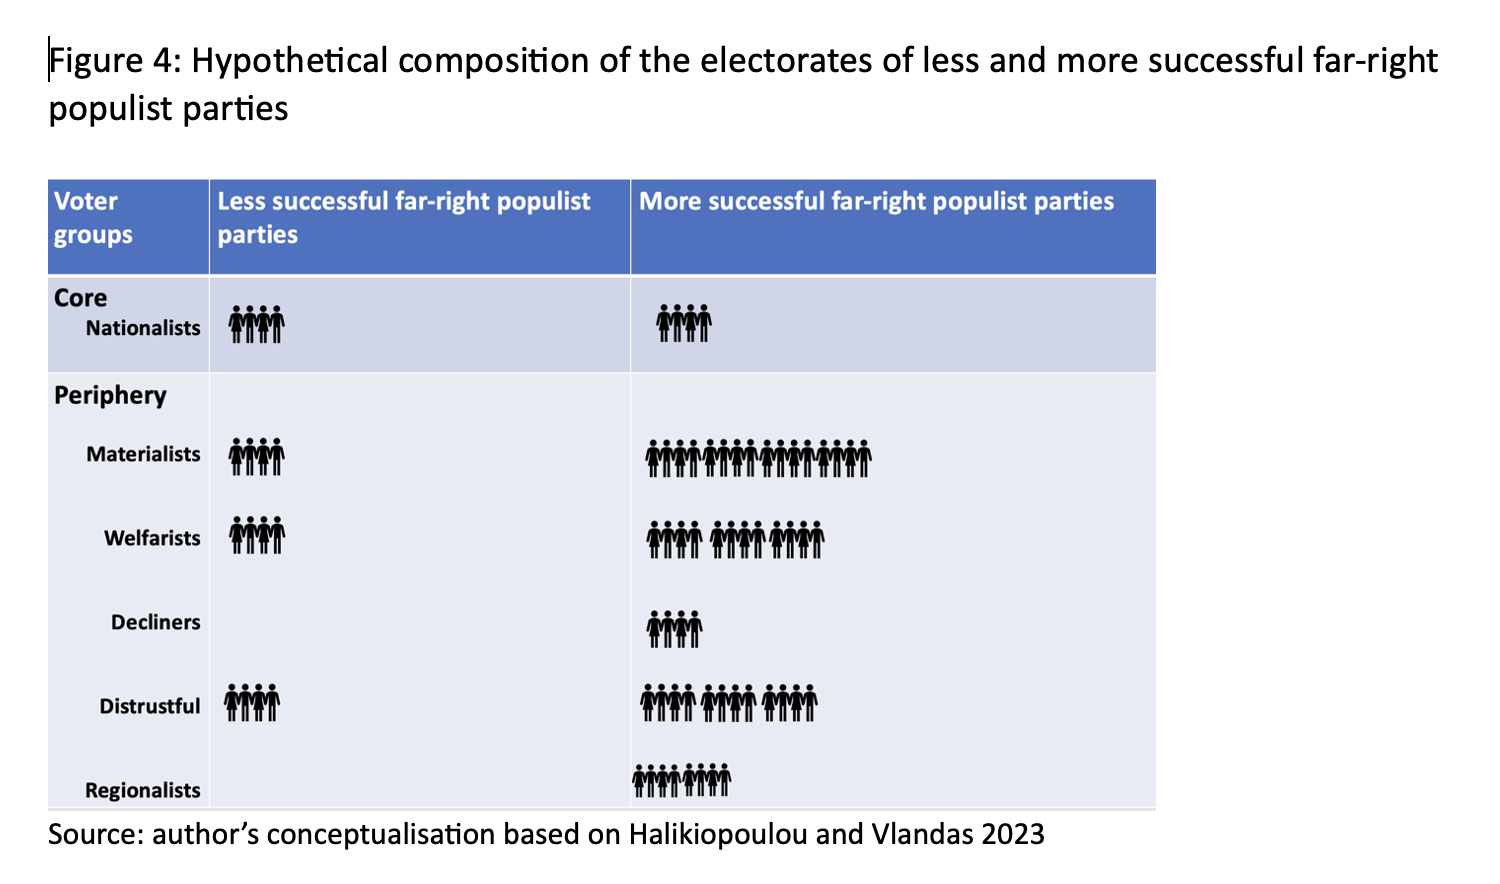 Figure 4: Hypothetical composition of the electorates of less and more successful far-right
populist parties
Voter
groups
Less successful far-right populist
parties
More successful far-right populist parties
Core
Nationalists
Periphery
Materialists
Welfarists
Decliners
Distrustful
Regionalists
Source: author’s conceptualisation based on Halikiopoulou and Vlandas 2023